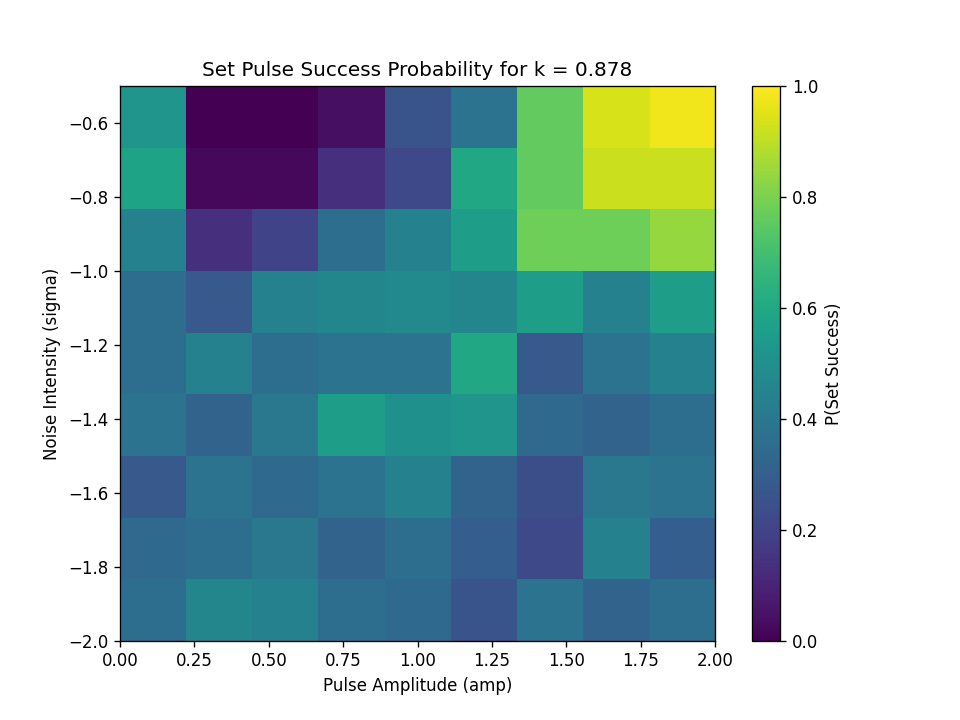 Set Pulse Success Probability for k = 0.878
−0.6
−0.8
−1.0
−1.2
−1.4
−1.6
−1.8
−2.0
Noise Intensity (sigma)
0.00 0.25 0.50 0.75 1.00 1.25 1.50 1.75 2.00
Pulse Amplitude (amp)
1.0
0.8
0.6
0.4
0.2
0.0
P(Set Success)